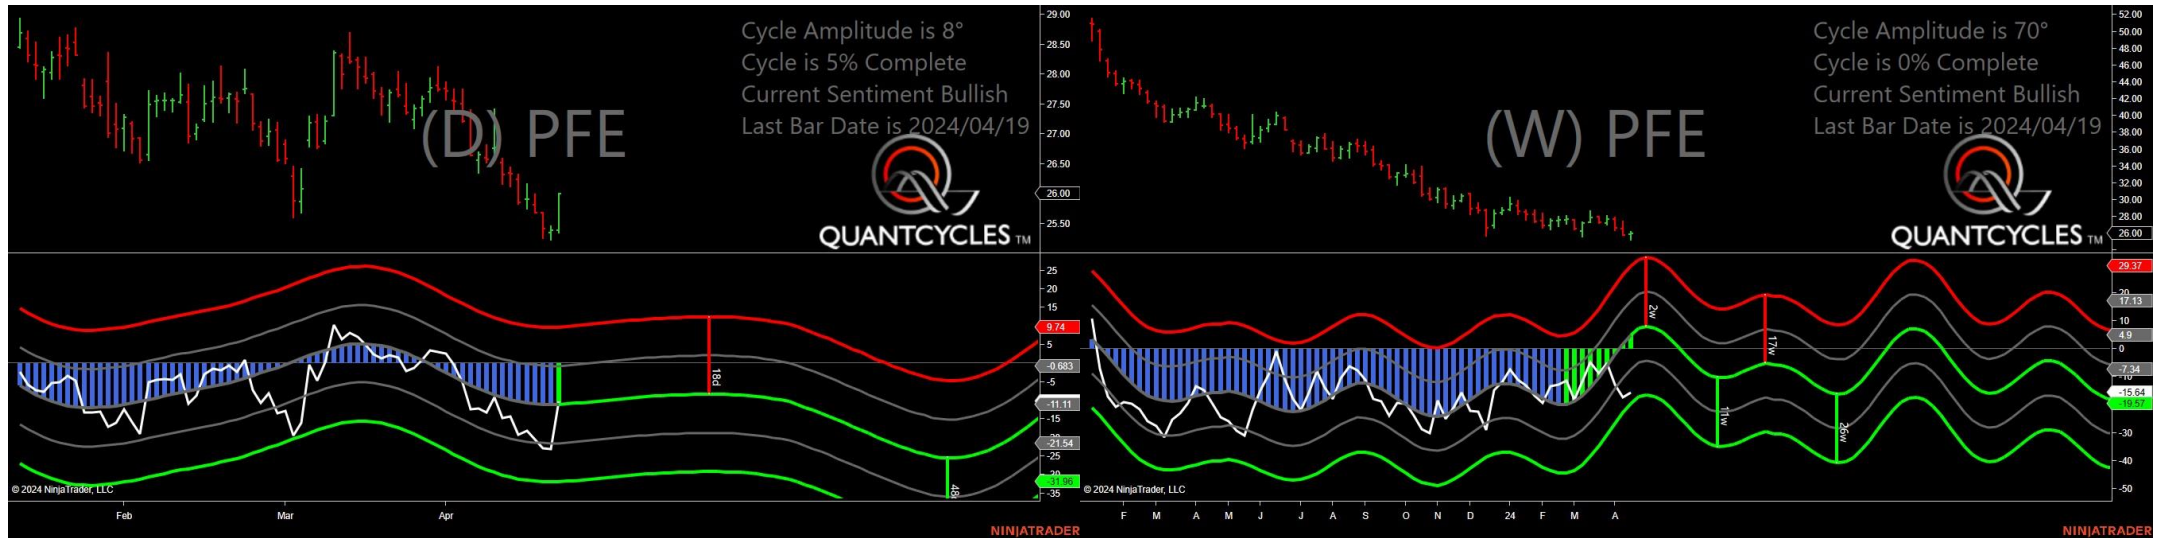 Cycle Amplitude is 8°
Cycle is 5% Complete
Current Sentiment Bullish
Last Bar Date is 2024/04/19
(D) PFE
QUANTCYCLES TM
29.00
28.50
28.00
27.50
27.00
26.50
26.00
25.50
25
20
15
9.74
5
-0.683
-5
-11.11
-15
-21.54
-25
-31.96
-35
18d
48
© 2024 NinjaTrader, LLC
Feb Mar Apr
NINJATRADER
Cycle Amplitude is 70°
Cycle is 0% Complete
Current Sentiment Bullish
Last Bar Date is 2024/04/19
(W) PFE
QUANTCYCLES TM
52.00
50.00
48.00
46.00
44.00
42.00
40.00
38.00
36.00
34.00
32.00
30.00
28.00
26.00
29.37
20
17.13
10
4.9
0
-7.34
-10
-15.64
-19.57
-30
-40
-50
2w
17w
11w
26w
© 2024 NinjaTrader, LLC
F M A M J J A S O N D 24 F M A
NINJATRADER